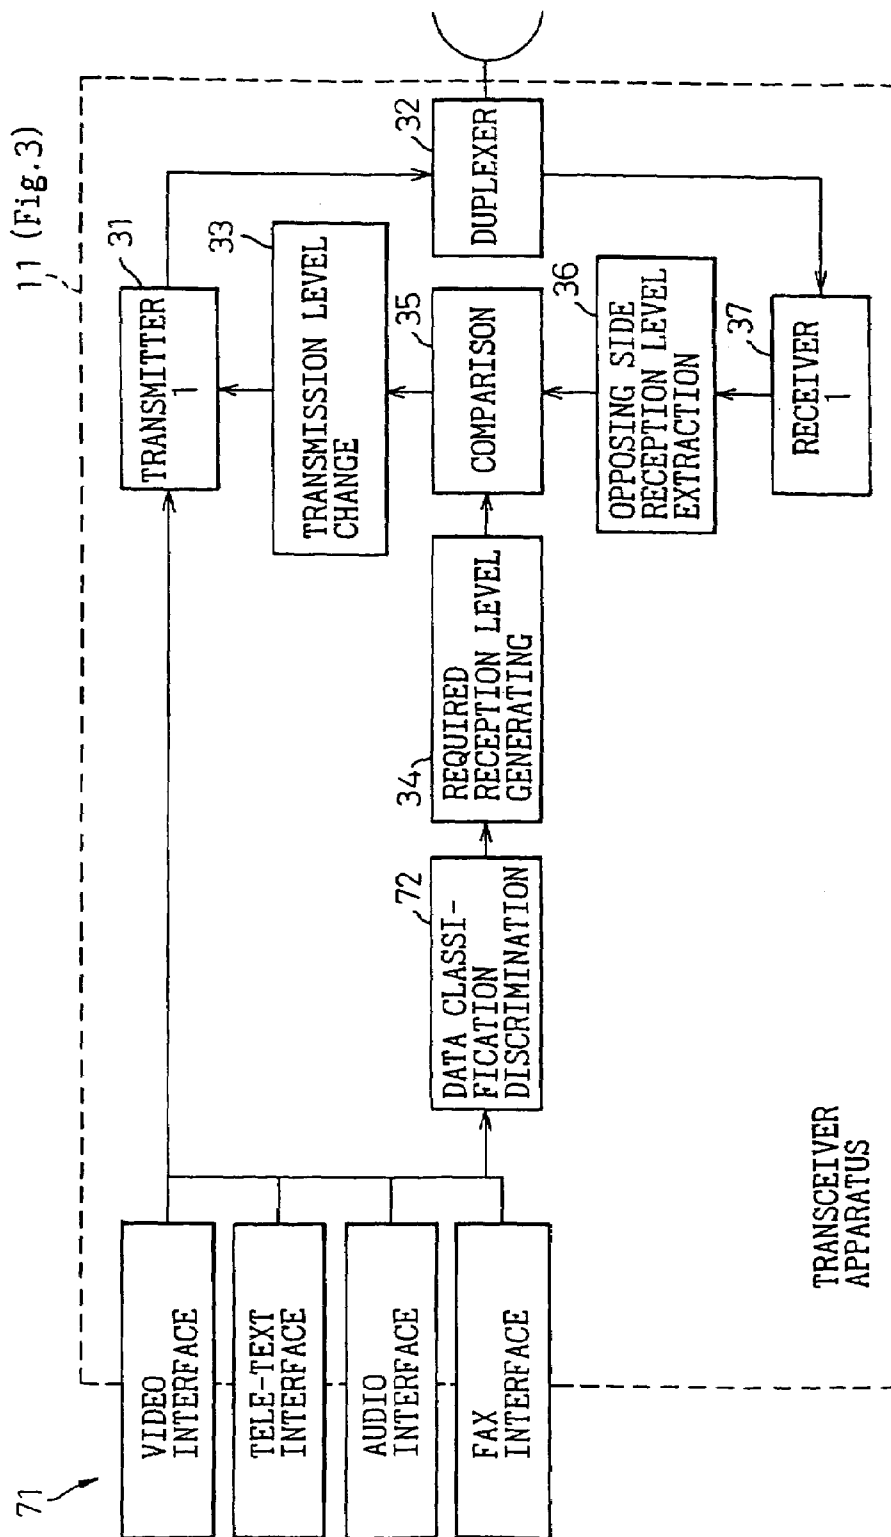 11 (Fig.3)
71
VIDEO
INTERFACE
TELE-TEXT
INTERFACE
AUDIO
INTERFACE
FAX
INTERFACE
TRANSMITTER
1
31
TRANSMISSION LEVEL
CHANGE
33
DATA CLASSI-
FICATION
DISCRIMINATION
72
REQUIRED
RECEPTION LEVEL
GENERATING
34
COMPARISON
35
DUPLEXER
32
OPPOSING SIDE
RECEPTION LEVEL
EXTRACTION
36
RECEIVER
1
37
TRANSCEIVER
APPARATUS